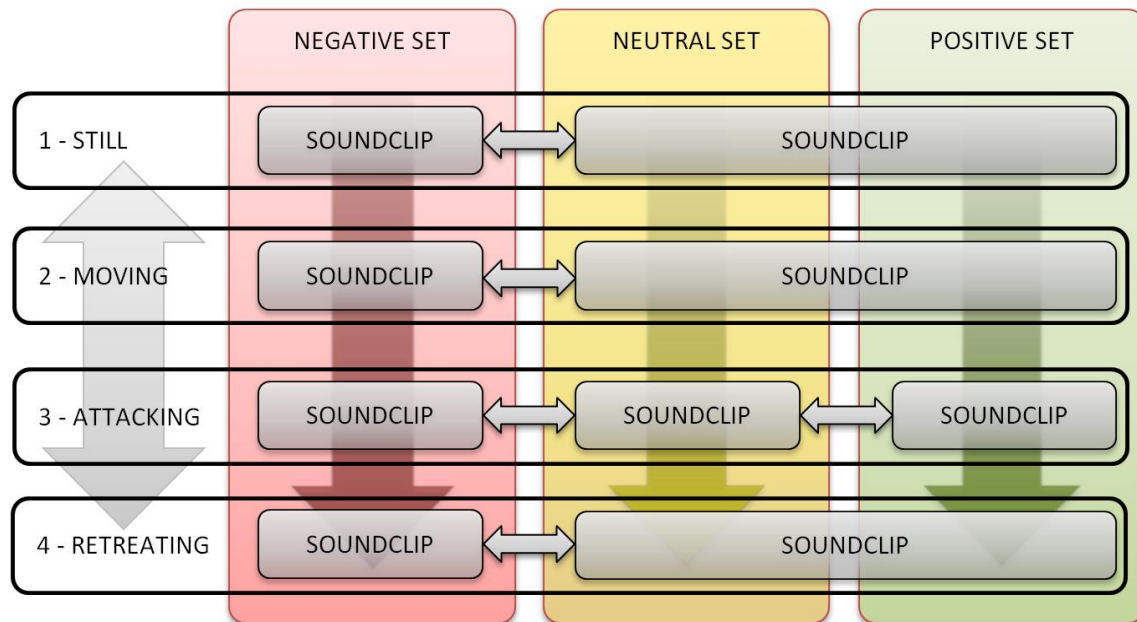 NEGATIVE SET
NEUTRAL SET
POSITIVE SET
1 - STILL
SOUNDCLIP
SOUNDCLIP
2 - MOVING
SOUNDCLIP
SOUNDCLIP
3 - ATTACKING
SOUNDCLIP
SOUNDCLIP
SOUNDCLIP
4 - RETREATING
SOUNDCLIP
SOUNDCLIP